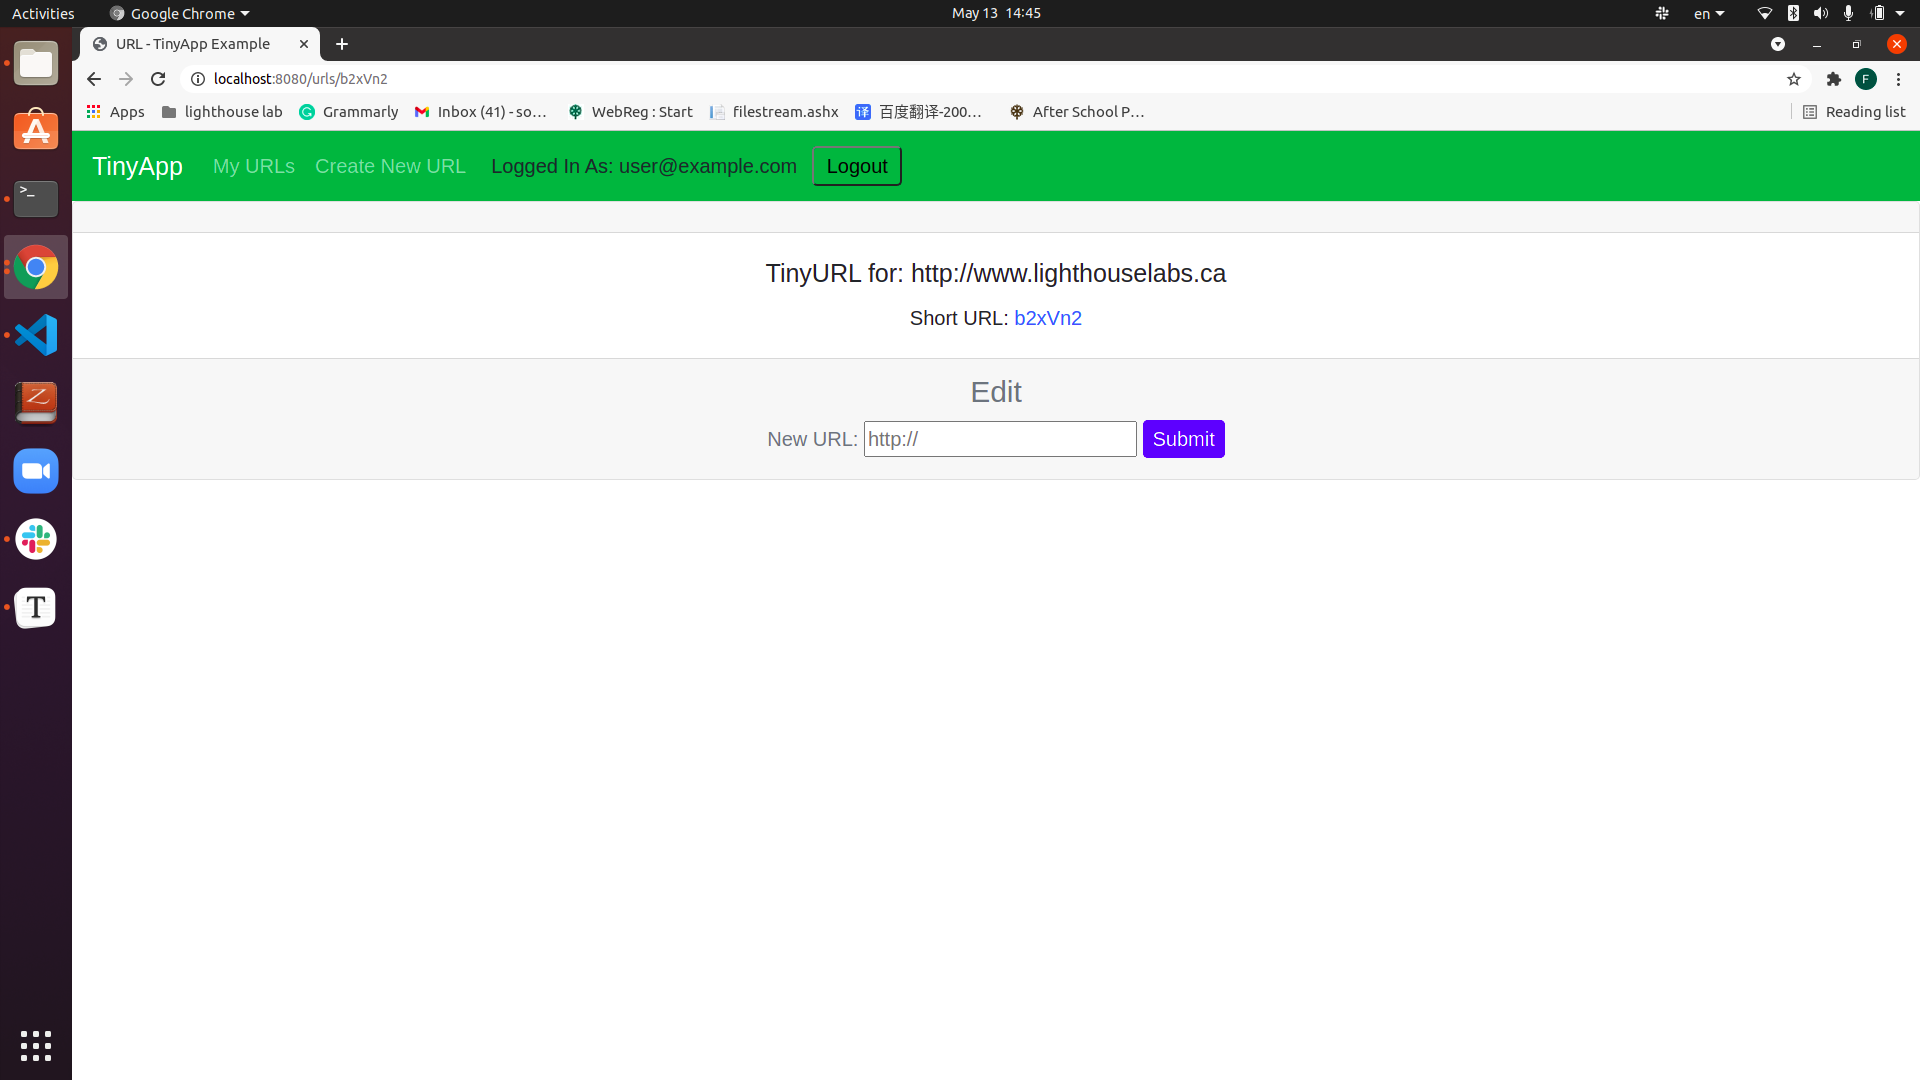 Activities Google Chrome May 13 14:45 en
URL - TinyApp Example
localhost:8080/urls/b2xVn2 F
Apps lighthouse lab Grammarly Inbox (41) - so… WebReg : Start filestream.ashx 译 百度翻译-200… After School P… Reading list
TinyApp My URLs Create New URL Logged In As: user@example.com Logout
TinyURL for: http://www.lighthouselabs.ca
Short URL: b2xVn2
Edit
New URL: http:// Submit